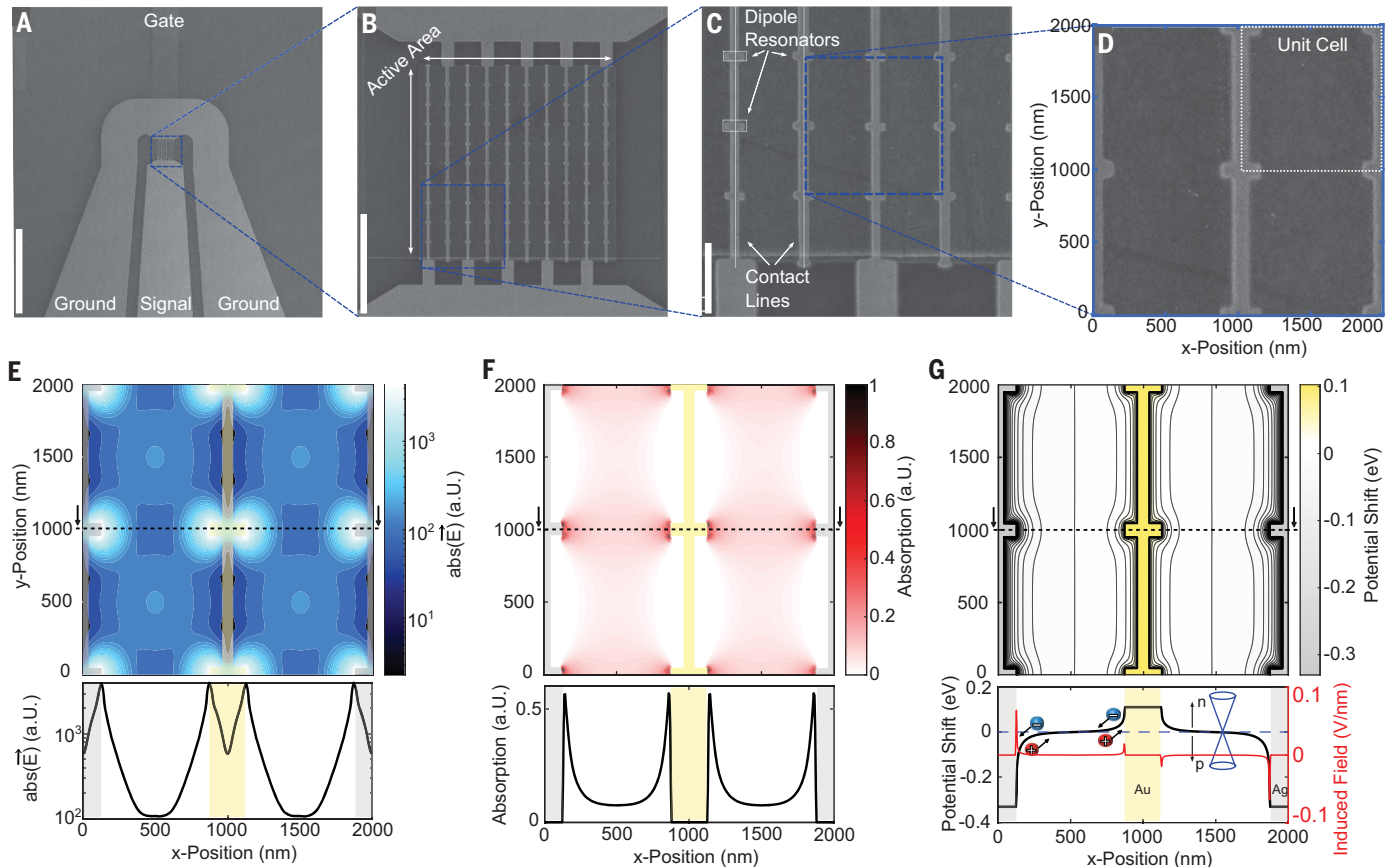 A
Gate
Ground
Signal
Ground
B
Active Area
C
Dipole
Resonators
Contact
Lines
D
Unit Cell
2000
1500
1000
500
0
y-Position (nm)
0
500
1000
1500
2000
x-Position (nm)
E
2000
1500
1000
500
0
y-Position (nm)
10³
10²
10¹
abs(E) (a.U.)
10³
10²
abs(E) (a.U.)
0
500
1000
1500
2000
x-Position (nm)
F
2000
1500
1000
500
0
1
0.8
0.6
0.4
0.2
0
Absorption (a.U.)
0.5
0
Absorption (a.U.)
0
500
1000
1500
2000
x-Position (nm)
G
2000
1500
1000
500
0
0.1
0
-0.1
-0.2
-0.3
Potential Shift (eV)
0.2
0
-0.2
-0.4
Potential Shift (eV)
n
p
Au
Ag
0.1
0
-0.1
Induced Field (V/nm)
0
500
1000
1500
2000
x-Position (nm)